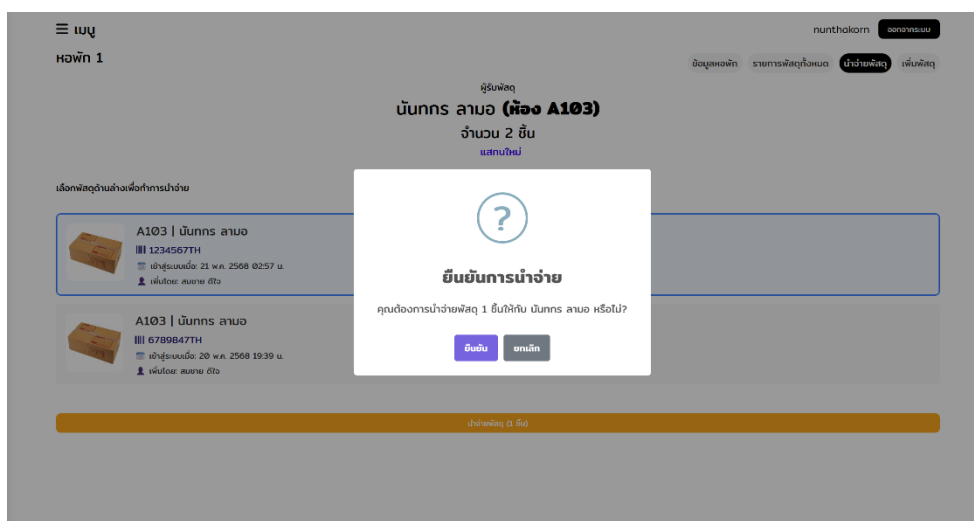 เมนู
nunthakorn
ออกจากระบบ
หอพัก 1
ข้อมูลหอพัก รายการพัสดุทั้งหมด นำจ่ายพัสดุ เพิ่มพัสดุ
ผู้รับพัสดุ
นันทกร ลามอ (ห้อง A103)
จำนวน 2 ชิ้น
แสกนใหม่
เลือกพัสดุด้านล่างเพื่อทำการนำจ่าย
A103 | นันทกร ลามอ
1234567TH
เข้าสู่ระบบเมื่อ: 21 พ.ค. 2568 02:57 น.
เพิ่มโดย: สมชาย ดีใจ
?
ยืนยันการนำจ่าย
คุณต้องการนำจ่ายพัสดุ 1 ชิ้นให้กับ นันทกร ลามอ หรือไม่?
ยืนยัน ยกเลิก
A103 | นันทกร ลามอ
6789847TH
เข้าสู่ระบบเมื่อ: 20 พ.ค. 2568 19:39 น.
เพิ่มโดย: สมชาย ดีใจ
นำจ่ายพัสดุ (1 ชิ้น)